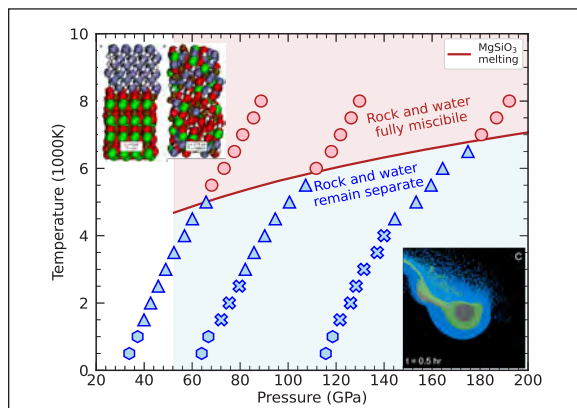 10
8
6
4
2
0
Temperature (1000K)
MgSiO₃
melting
Rock and water
fully miscibile
Rock and water
remain separate
C
t = 0.5 hr
20 40 60 80 100 120 140 160 180 200
Pressure (GPa)